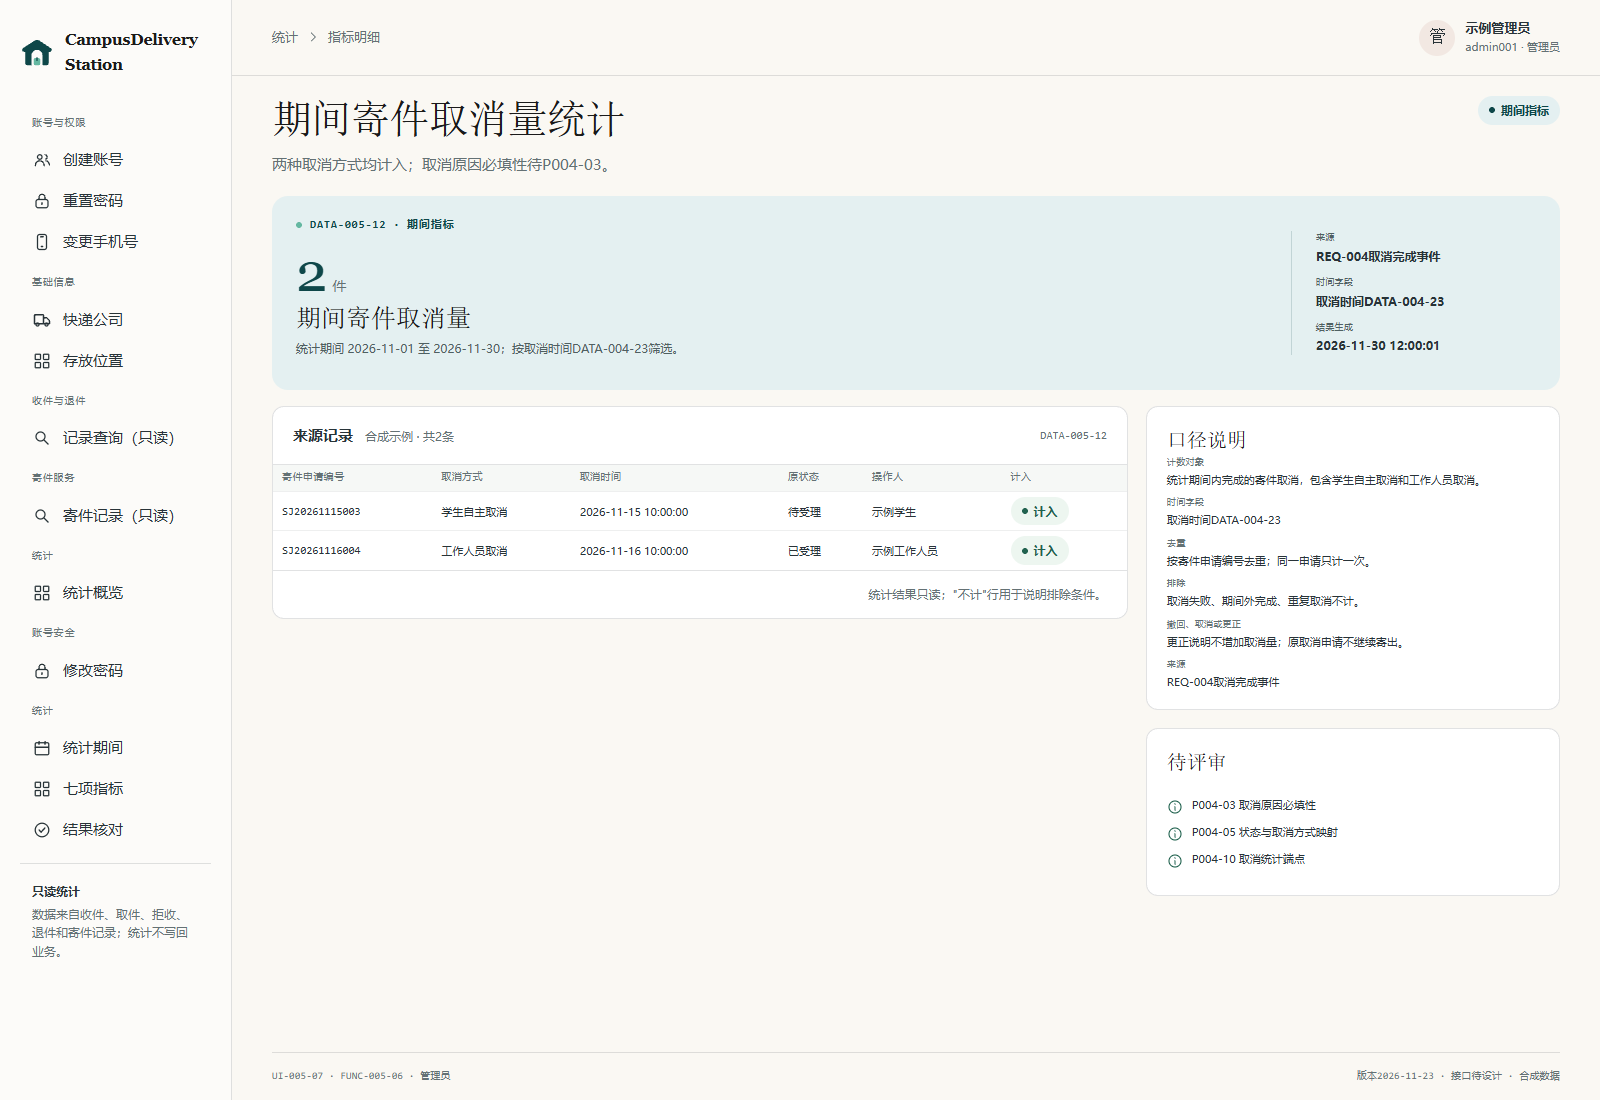 CampusDelivery
Station
账号与权限
创建账号
重置密码
变更手机号
基础信息
快递公司
存放位置
收件与退件
记录查询（只读）
寄件服务
寄件记录（只读）
统计
统计概览
账号安全
修改密码
统计
统计期间
七项指标
结果核对
只读统计
数据来自收件、取件、拒收、
退件和寄件记录；统计不写回
业务。
统计 > 指标明细
管
示例管理员
admin001 · 管理员
期间寄件取消量统计
期间指标
两种取消方式均计入；取消原因必填性待P004-03。
DATA-005-12 · 期间指标
2 件
期间寄件取消量
统计期间 2026-11-01 至 2026-11-30；按取消时间DATA-004-23筛选。
来源
REQ-004取消完成事件
时间字段
取消时间DATA-004-23
结果生成
2026-11-30 12:00:01
来源记录 合成示例 · 共2条 DATA-005-12
寄件申请编号 取消方式 取消时间 原状态 操作人 计入
SJ20261115003 学生自主取消 2026-11-15 10:00:00 待受理 示例学生 计入
SJ20261116004 工作人员取消 2026-11-16 10:00:00 已受理 示例工作人员 计入
统计结果只读；"不计"行用于说明排除条件。
口径说明
计数对象
统计期间内完成的寄件取消，包含学生自主取消和工作人员取消。
时间字段
取消时间DATA-004-23
去重
按寄件申请编号去重；同一申请只计一次。
排除
取消失败、期间外完成、重复取消不计。
撤回、取消或更正
更正说明不增加取消量；原取消申请不继续寄出。
来源
REQ-004取消完成事件
待评审
P004-03 取消原因必填性
P004-05 状态与取消方式映射
P004-10 取消统计端点
UI-005-07 · FUNC-005-06 · 管理员
版本2026-11-23 · 接口待设计 · 合成数据